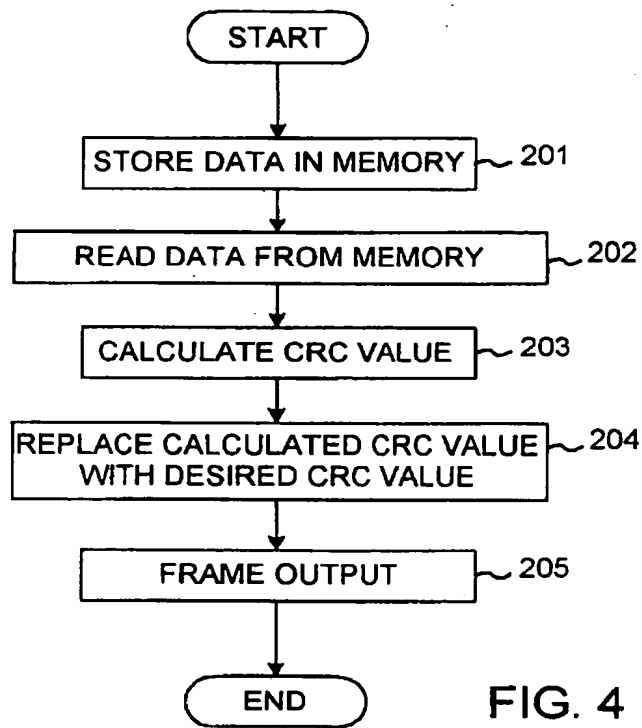 START
STORE DATA IN MEMORY 201
READ DATA FROM MEMORY 202
CALCULATE CRC VALUE 203
REPLACE CALCULATED CRC VALUE 204
WITH DESIRED CRC VALUE
FRAME OUTPUT 205
END
FIG. 4